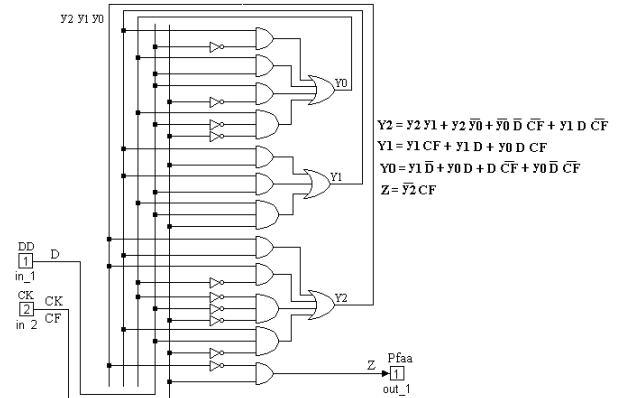 y2 y1 y0
Y0
Y2 = y2 y1 + y2 y̅0̅ + y̅0̅ D̅ C̅F̅ + y1 D C̅F̅
Y1 = y1 CF + y1 D + y0 D CF
Y0 = y1 D̅ + y0 D + D C̅F̅ + y0 D̅ C̅F̅
Z = y̅2̅ CF
Y1
DD
D
1
in_1
CK
CK
2
CF
in 2
Y2
Z
Pfaa
1
out_1